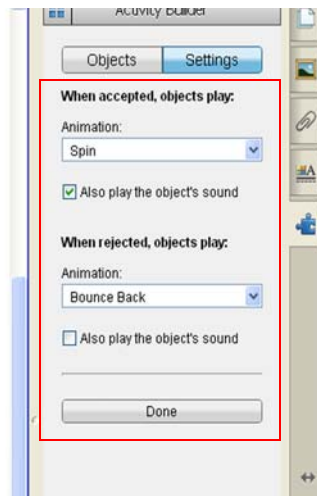 Activity Builder
Objects Settings
When accepted, objects play:
Animation:
Spin
Also play the object's sound
When rejected, objects play:
Animation:
Bounce Back
Also play the object's sound
Done
A